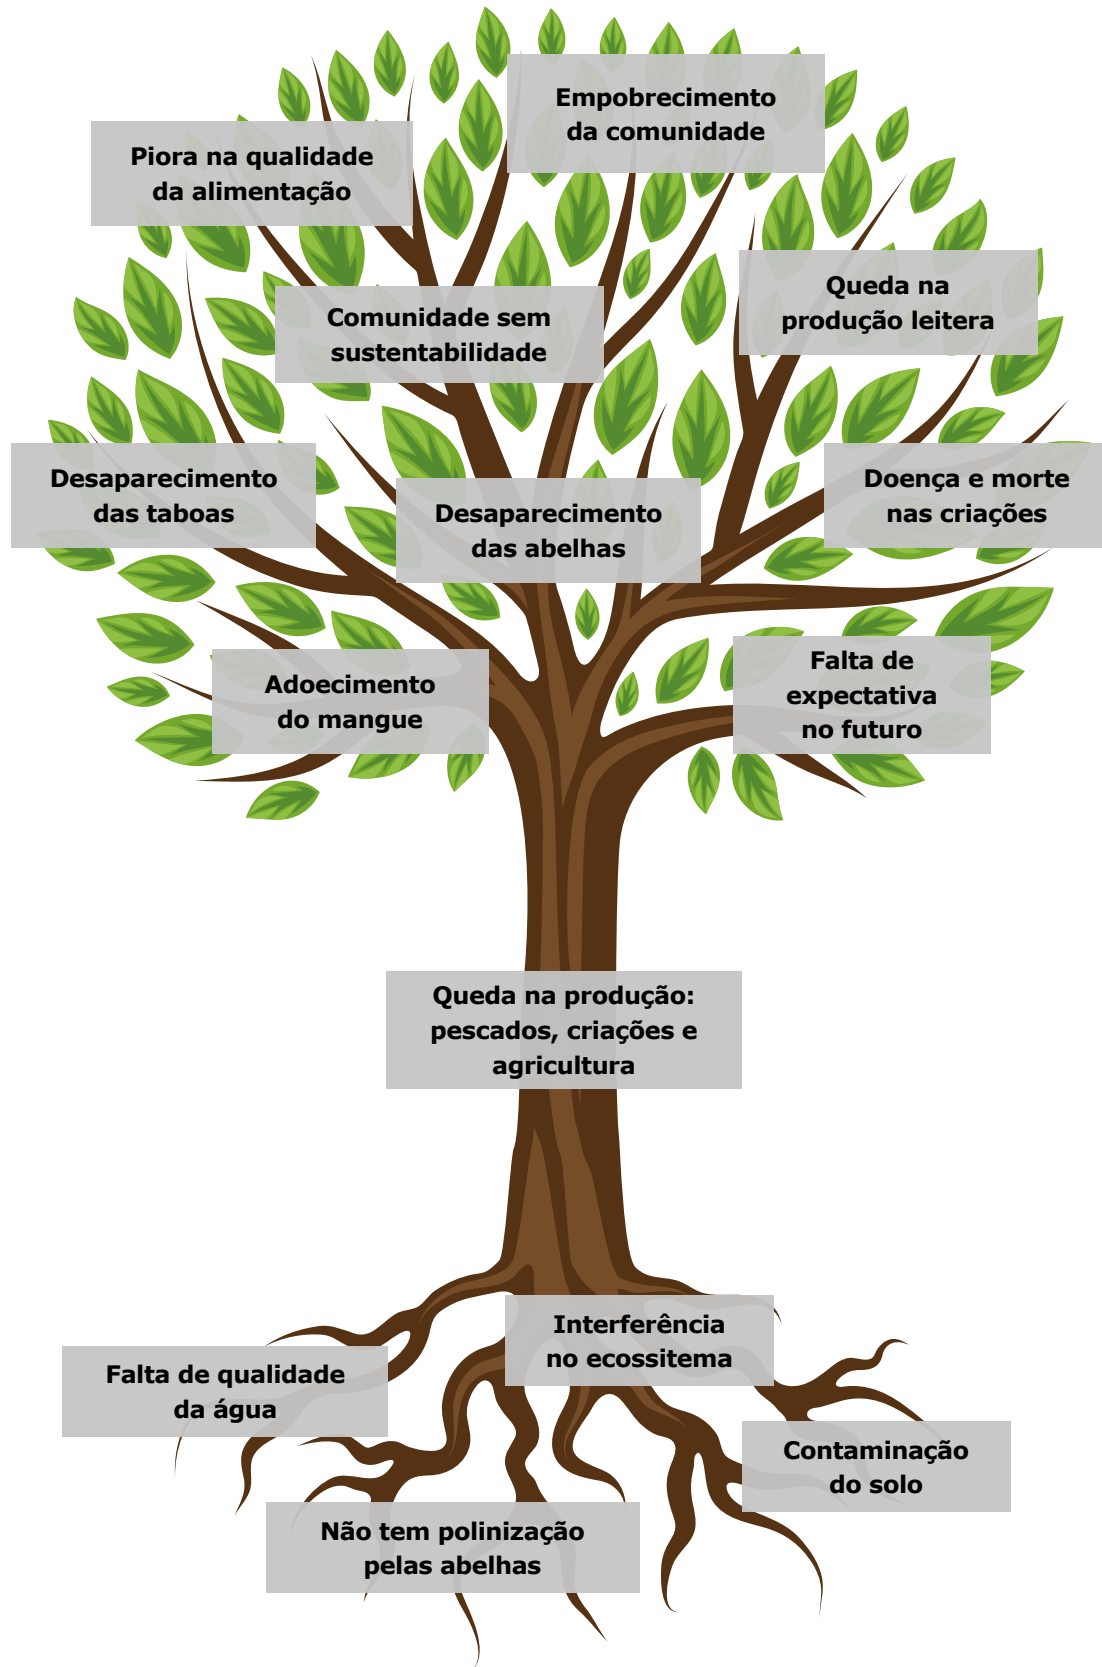 Empobrecimento
da comunidade
Piora na qualidade
da alimentação
Queda na
produção leitera
Comunidade sem
sustentabilidade
Desaparecimento
das taboas
Desaparecimento
das abelhas
Doença e morte
nas criações
Adoecimento
do mangue
Falta de
expectativa
no futuro
Queda na produção:
pescados, criações e
agricultura
Interferência
no ecossitema
Falta de qualidade
da água
Contaminação
do solo
Não tem polinização
pelas abelhas